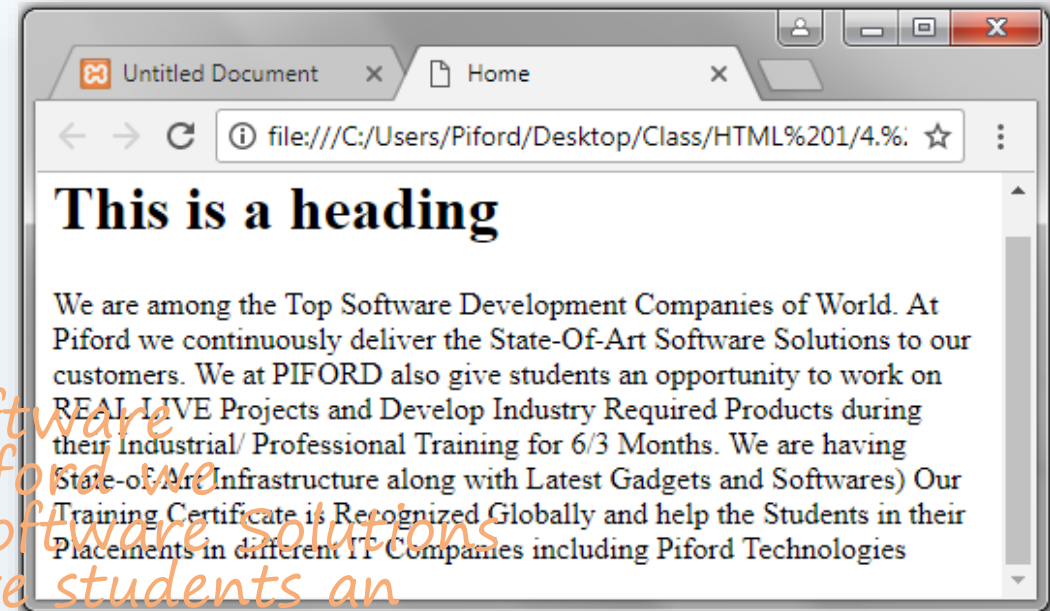 Untitled Document
Home
file:///C:/Users/Piford/Desktop/Class/HTML%201/4.%
This is a heading
We are among the Top Software Development Companies of World. At
Piford we continuously deliver the State-Of-Art Software Solutions to our
customers. We at PIFORD also give students an opportunity to work on
REAL LIVE Projects and Develop Industry Required Products during
their Industrial/ Professional Training for 6/3 Months. We are having
State-of-Art Infrastructure along with Latest Gadgets and Softwares) Our
Training Certificate is Recognized Globally and help the Students in their
Placements in different IT Companies including Piford Technologies
ftware
ford we
oftware Solutions
e students an